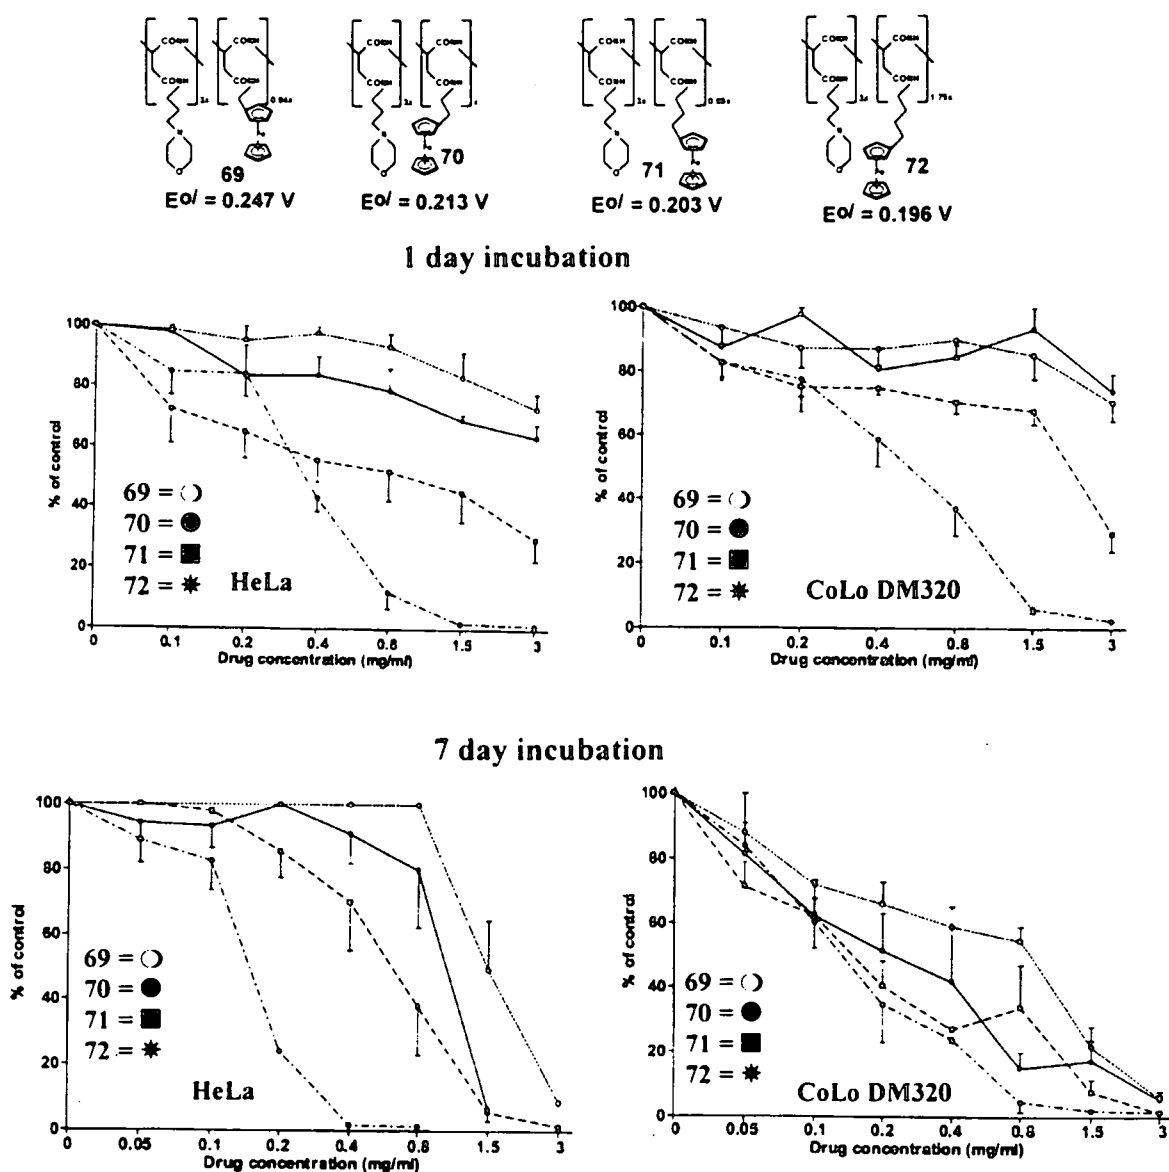 69
70
71
72
E⁰/ = 0.247 V
E⁰/ = 0.213 V
E⁰/ = 0.203 V
E⁰/ = 0.196 V
1 day incubation
100
80
60
40
20
0
% of control
69 =
70 =
71 =
72 =
HeLa
0 0.1 0.2 0.4 0.8 1.5 3
Drug concentration (mg/ml)
100
80
60
40
20
0
% of control
69 =
70 =
71 =
72 =
CoLo DM320
0 0.1 0.2 0.4 0.8 1.5 3
Drug concentration (mg/ml)
7 day incubation
100
80
60
40
20
0
% of control
69 =
70 =
71 =
72 =
HeLa
0 0.05 0.1 0.2 0.4 0.8 1.5 3
Drug concentration (mg/ml)
100
80
60
40
20
0
% of control
69 =
70 =
71 =
72 =
CoLo DM320
0 0.05 0.1 0.2 0.4 0.8 1.5 3
Drug concentration (mg/ml)